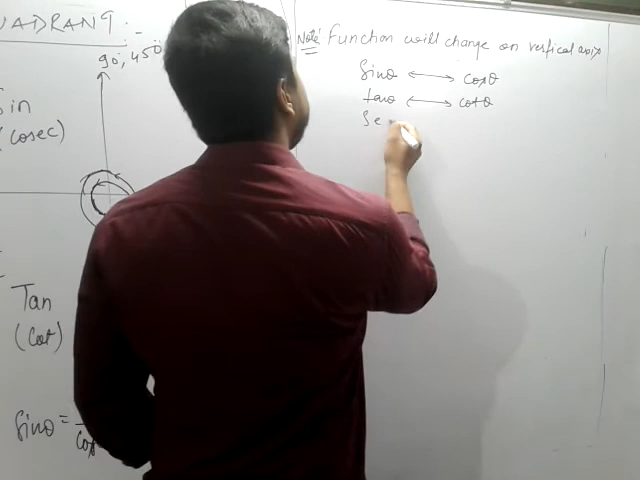 UADRANT :-
90, 450
in
(cosec)
Tan
(Cot)
Sinθ =
Note: Function will change on vertical axis
Sinθ ↔ cosθ
tanθ ↔ cotθ
Se